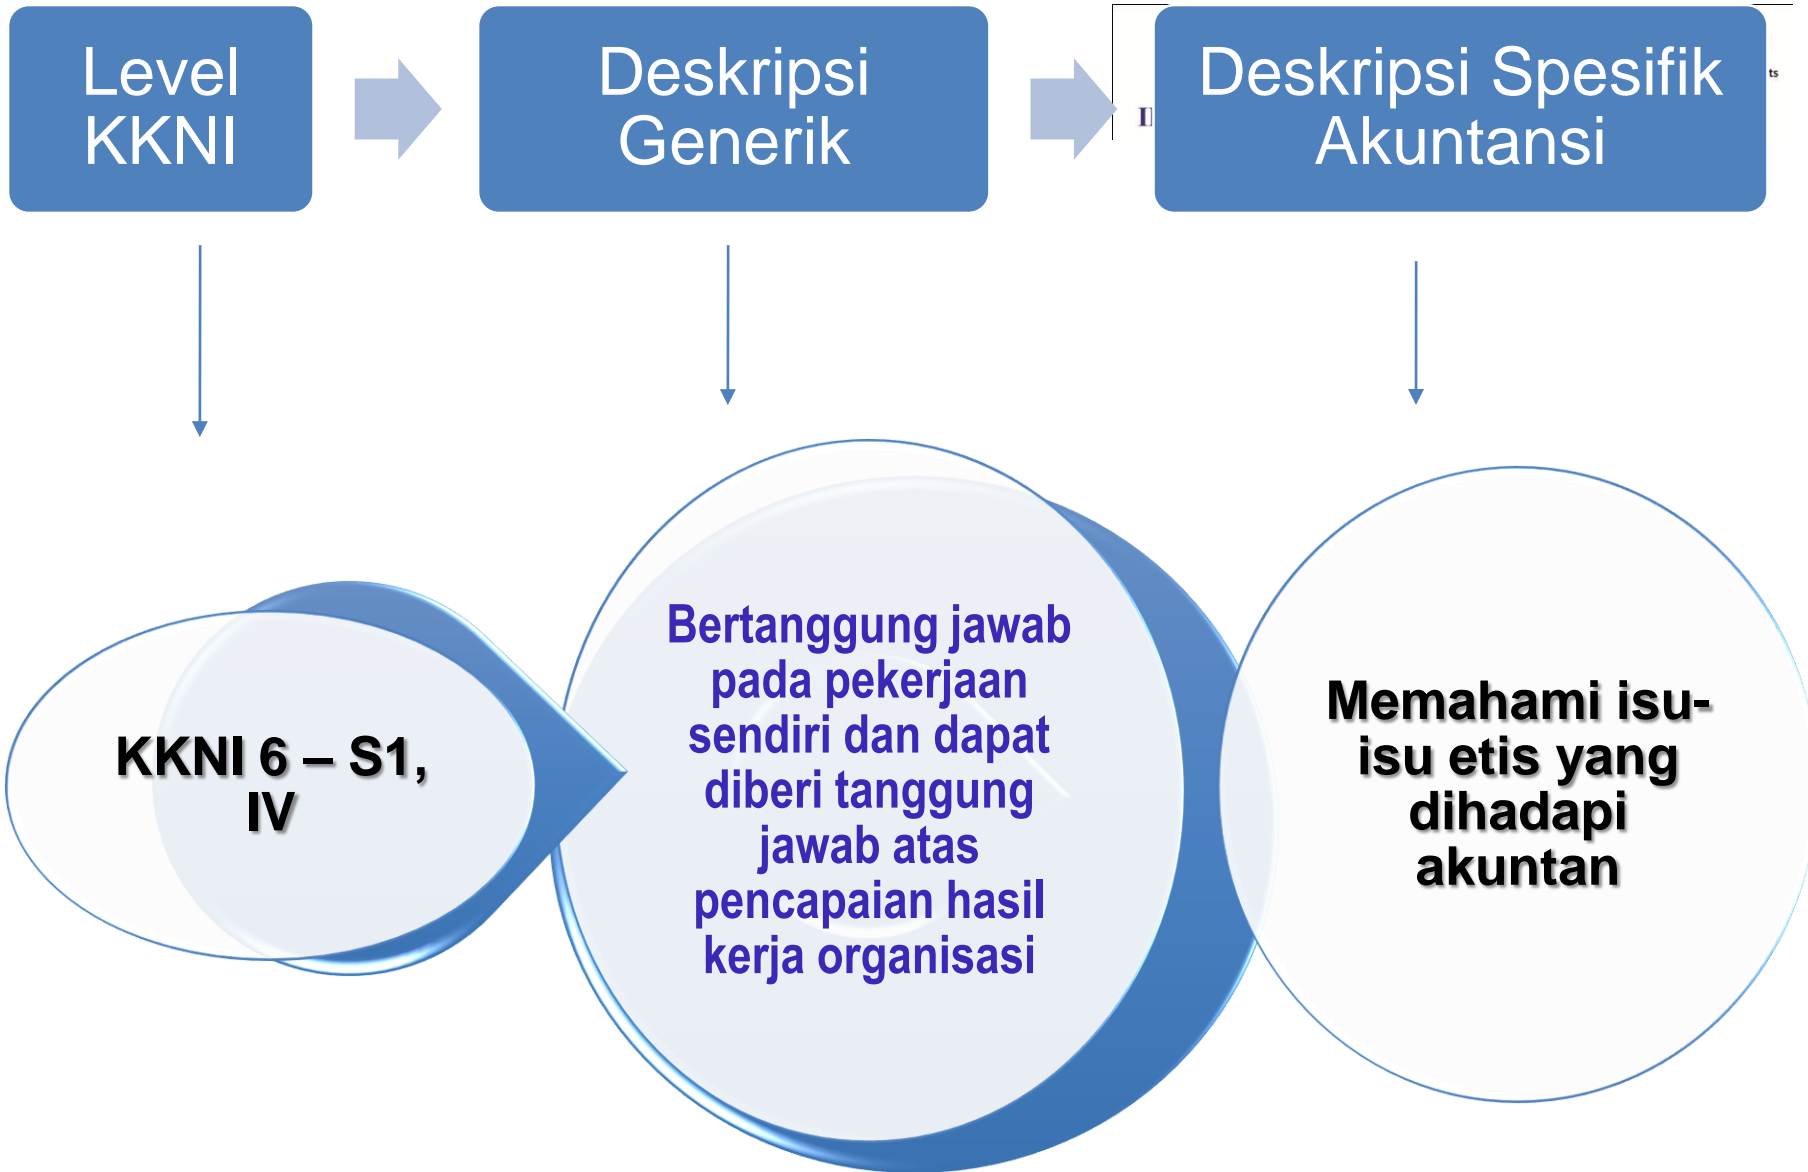 Level
KKNI
Deskripsi
Generik
Deskripsi Spesifik
Akuntansi
ts
KKNI 6 – S1,
IV
Bertanggung jawab
pada pekerjaan
sendiri dan dapat
diberi tanggung
jawab atas
pencapaian hasil
kerja organisasi
Memahami isu-
isu etis yang
dihadapi
akuntan